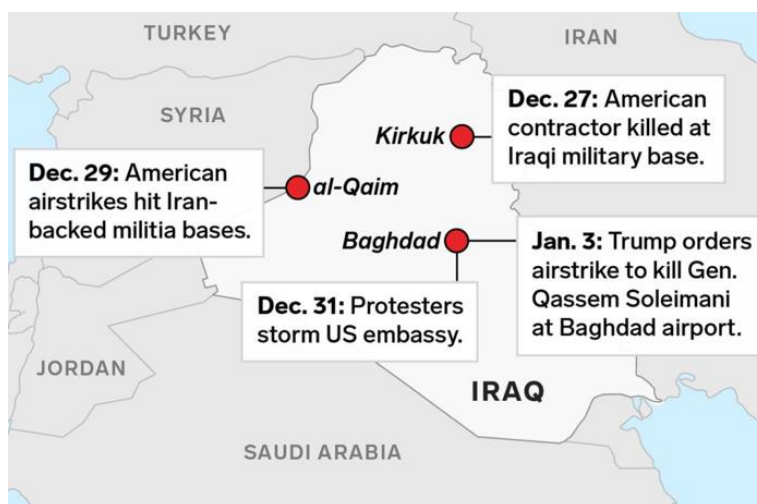 TURKEY
IRAN
SYRIA
Dec. 27: American
contractor killed at
Iraqi military base.
Kirkuk
Dec. 29: American
airstrikes hit Iran-
backed militia bases.
al-Qaim
Baghdad
Jan. 3: Trump orders
airstrike to kill Gen.
Qassem Soleimani
at Baghdad airport.
Dec. 31: Protesters
storm US embassy.
JORDAN
IRAQ
SAUDI ARABIA